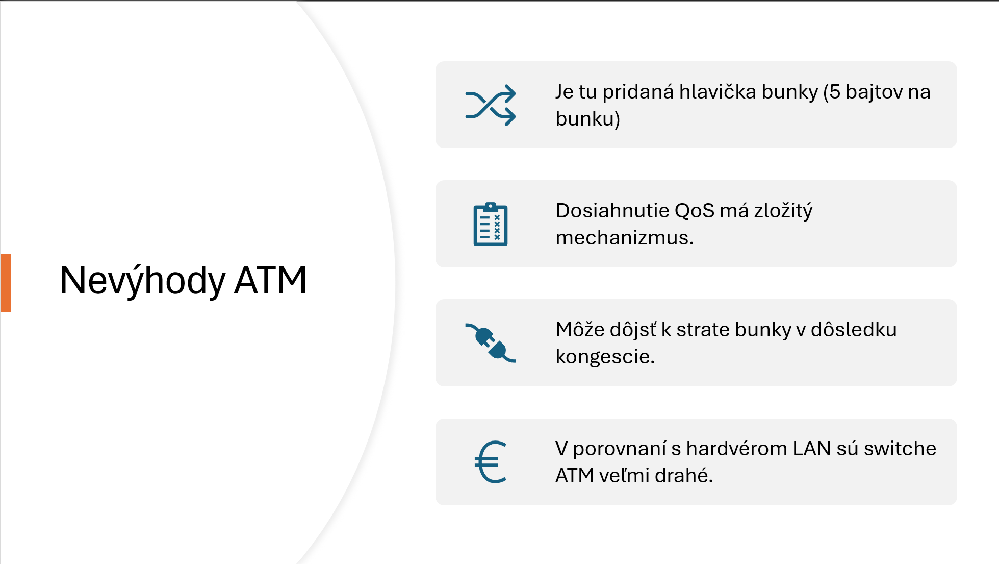 Nevýhody ATM
Je tu pridaná hlavička bunky (5 bajtov na
bunku)
Dosiahnutie QoS má zložitý
mechanizmus.
Môže dôjsť k strate bunky v dôsledku
kongescie.
V porovnaní s hardvérom LAN sú switche
ATM veľmi drahé.